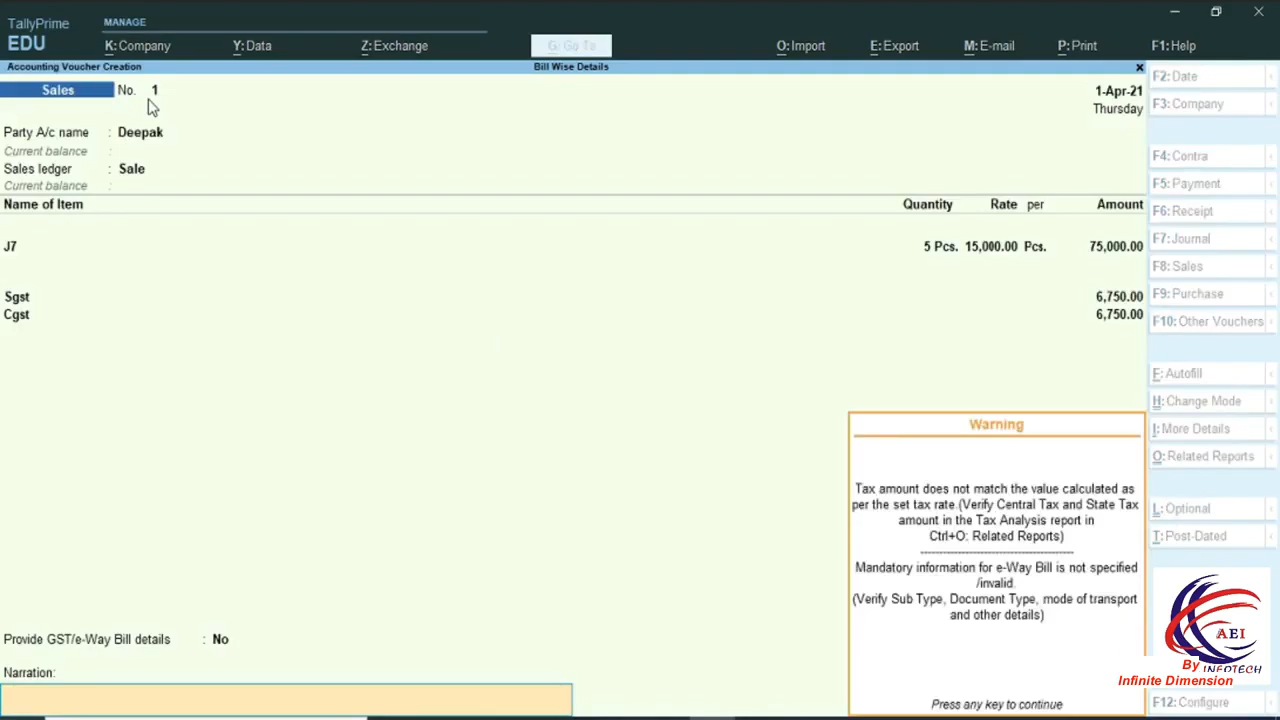 TallyPrime
EDU
MANAGE
K: Company
Y: Data
Z: Exchange
G: Go To
O: Import
E: Export
M: E-mail
P: Print
F1: Help
Accounting Voucher Creation
Bill Wise Details
Sales
No. 1
1-Apr-21
Thursday
Party A/c name : Deepak
Current balance :
Sales ledger : Sale
Current balance :
Name of Item
Quantity Rate per Amount
J7 5 Pcs. 15,000.00 Pcs. 75,000.00
Sgst 6,750.00
Cgst 6,750.00
Warning
Tax amount does not match the value calculated as
per the set tax rate.(Verify Central Tax and State Tax
amount in the Tax Analysis report in
Ctrl+O: Related Reports)
--------------------------------------------
Mandatory information for e-Way Bill is not specified
/invalid.
(Verify Sub Type, Document Type, mode of transport
and other details)
Press any key to continue
Provide GST/e-Way Bill details : No
Narration:
F2: Date
F3: Company
F4: Contra
F5: Payment
F6: Receipt
F7: Journal
F8: Sales
F9: Purchase
F10: Other Vouchers
F: Autofill
H: Change Mode
I: More Details
O: Related Reports
L: Optional
T: Post-Dated
AEI
INFOTECH
By
Infinite Dimension
F12: Configure